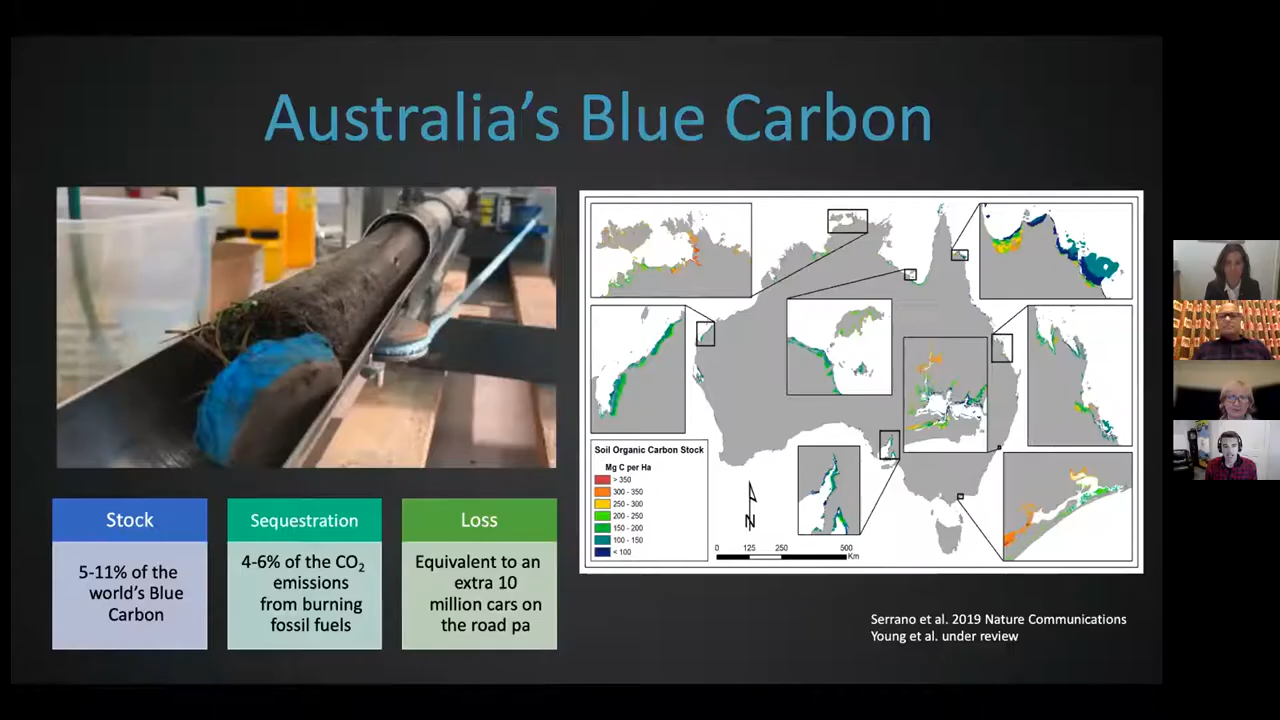 Australia's Blue Carbon
Stock
5-11% of the
world's Blue
Carbon
Sequestration
4-6% of the CO₂
emissions
from burning
fossil fuels
Loss
Equivalent to an
extra 10
million cars on
the road pa
Soil Organic Carbon Stock
Mg C per Ha
> 350
300 - 350
250 - 300
200 - 250
150 - 200
100 - 150
< 100
N
0 125 250 500
Km
Serrano et al. 2019 Nature Communications
Young et al. under review